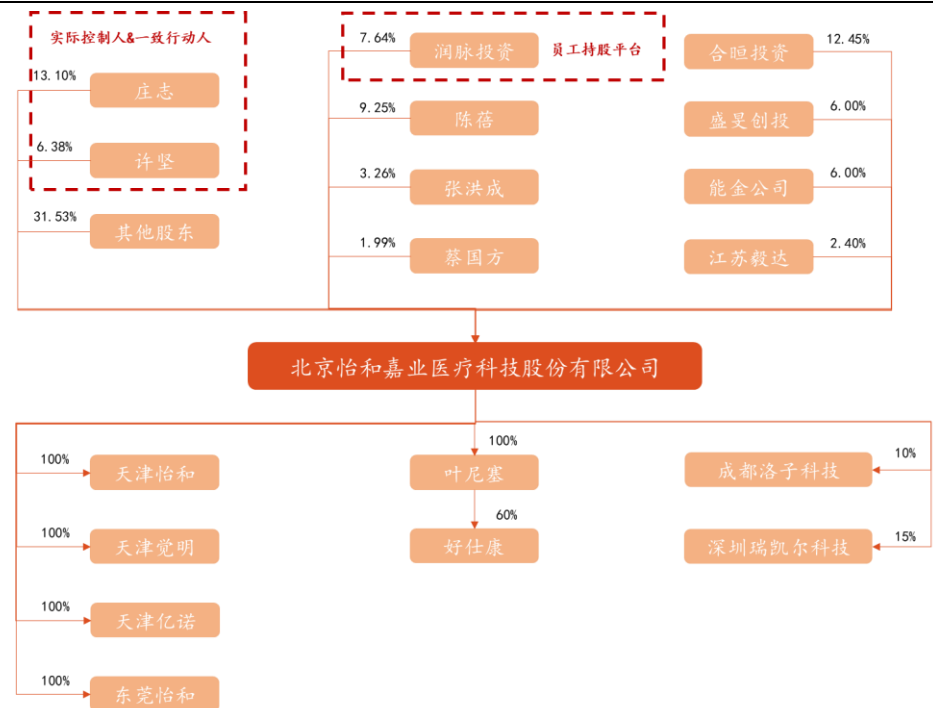 实际控制人&一致行动人
13.10%
庄志
6.38%
许坚
31.53%
其他股东
7.64%
润脉投资
员工持股平台
9.25%
陈蓓
3.26%
张洪成
1.99%
蔡国方
合晅投资
12.45%
盛旻创投
6.00%
能金公司
6.00%
江苏毅达
2.40%
北京怡和嘉业医疗科技股份有限公司
100%
天津怡和
100%
天津觉明
100%
天津亿诺
100%
东莞怡和
100%
叶尼塞
60%
好仕康
10%
成都洛子科技
15%
深圳瑞凯尔科技